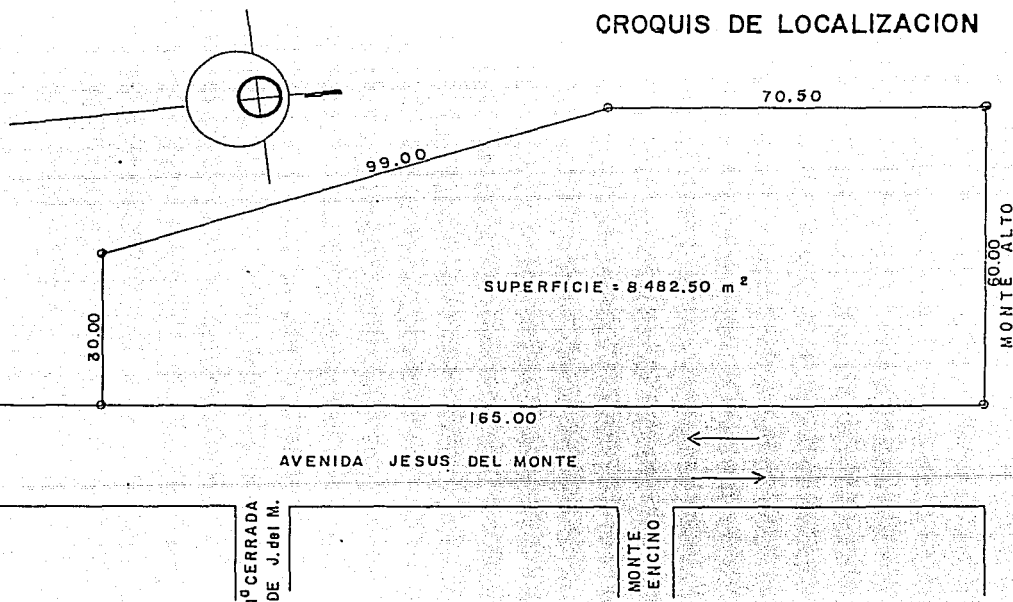 CROQUIS DE LOCALIZACION
70.50
99.00
60.00
MONTE ALTO
SUPERFICIE = 8 482.50 m²
30.00
165.00
AVENIDA JESUS DEL MONTE
1ª CERRADA
DE J. del M.
MONTE
ENCINO